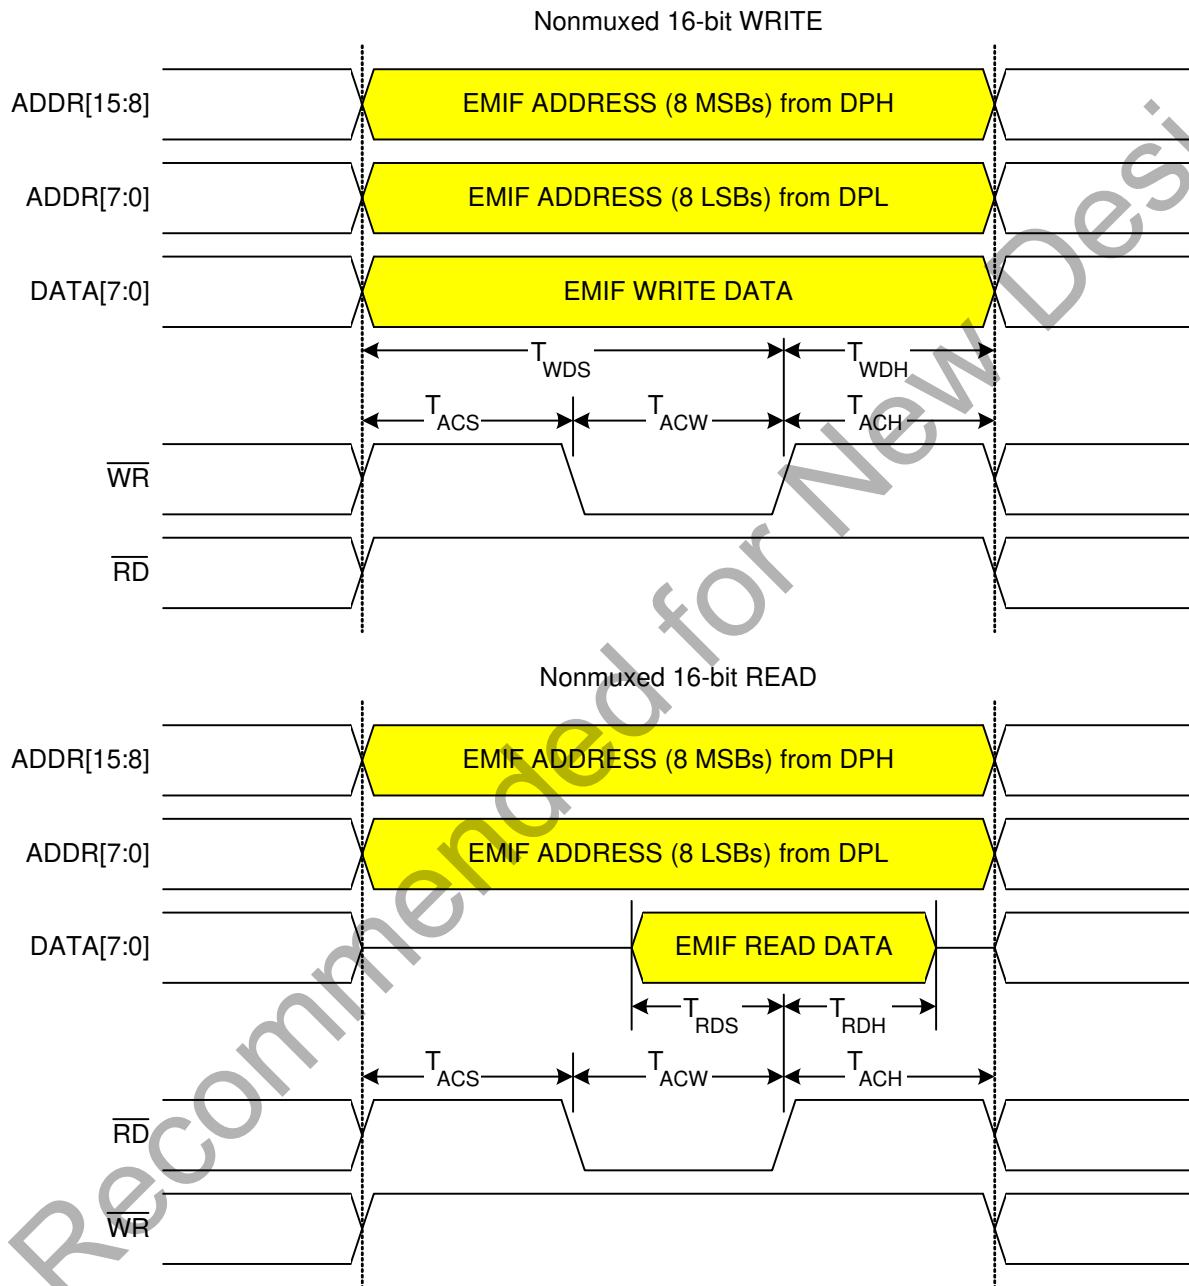 Nonmuxed 16-bit WRITE
ADDR[15:8] EMIF ADDRESS (8 MSBs) from DPH
ADDR[7:0] EMIF ADDRESS (8 LSBs) from DPL
DATA[7:0] EMIF WRITE DATA
TWDS TWDH
TACS TACW TACH
WR
RD
Nonmuxed 16-bit READ
ADDR[15:8] EMIF ADDRESS (8 MSBs) from DPH
ADDR[7:0] EMIF ADDRESS (8 LSBs) from DPL
DATA[7:0] EMIF READ DATA
TRDS TRDH
TACS TACW TACH
RD
WR
Recommended for New Desi